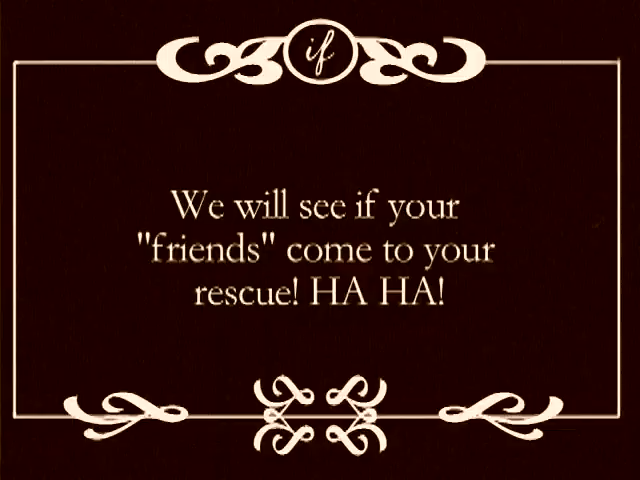 if
We will see if your
"friends" come to your
rescue! HA HA!